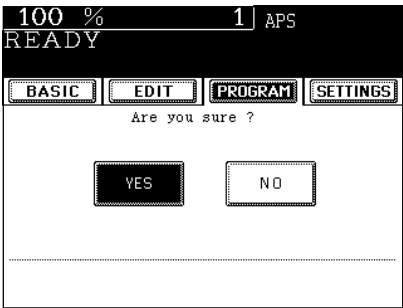 100 % 1 APS
READY
BASIC EDIT PROGRAM SETTINGS
Are you sure ?
YES NO